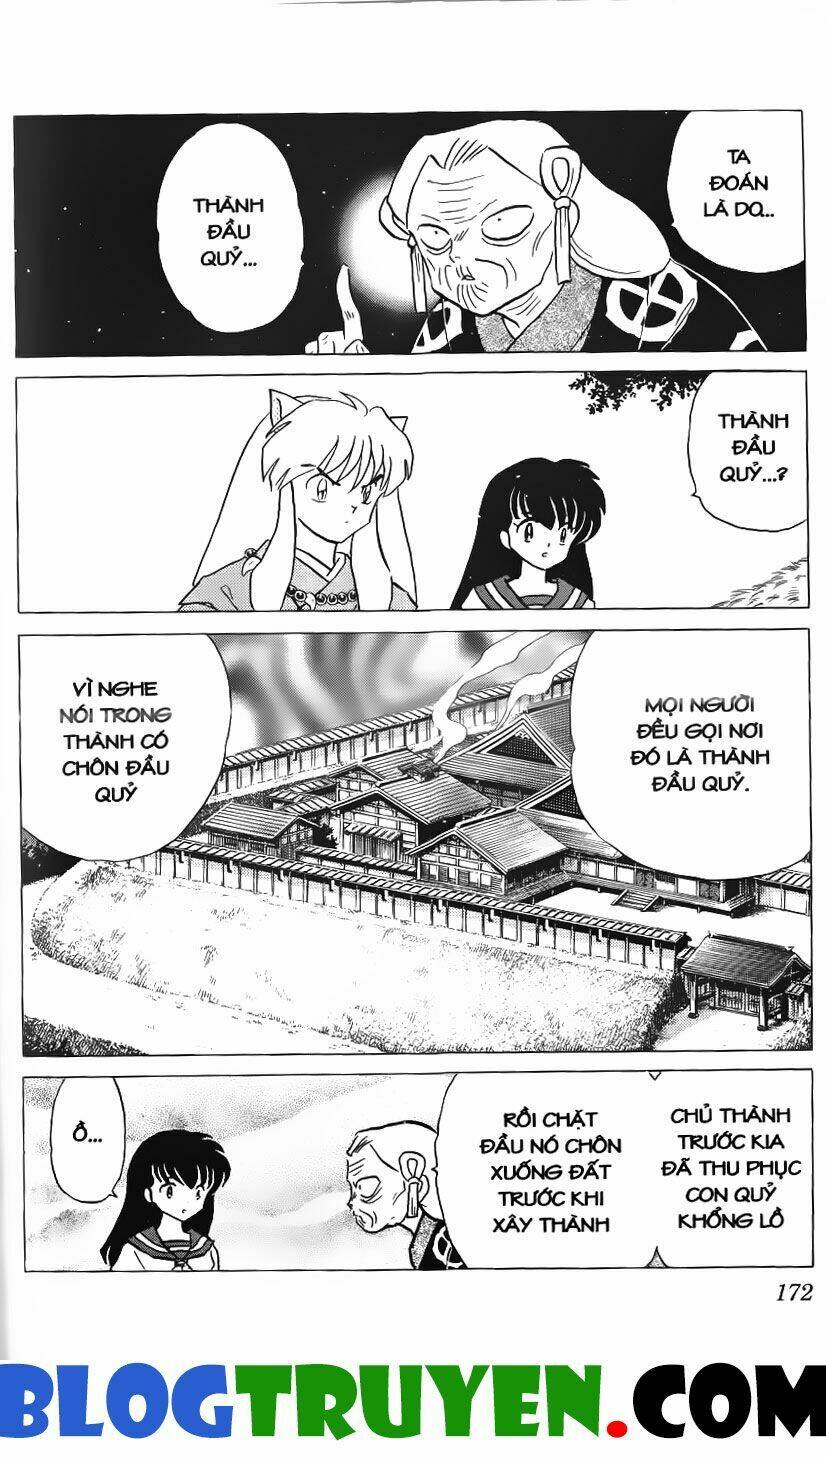 TA
ĐOÁN
LÀ DO...
THÀNH
ĐẦU
QUỶ...
THÀNH
ĐẦU
QUỶ...?
MỌI NGƯỜI
ĐỀU GỌI NƠI
ĐÓ LÀ THÀNH
ĐẦU QUỶ.
VÌ NGHE
NÓI TRONG
THÀNH CÓ
CHÔN ĐẦU
QUỶ
CHỦ THÀNH
TRƯỚC KIA
ĐÃ THU PHỤC
CON QUỶ
KHỔNG LỒ
RỒI CHẶT
ĐẦU NÓ CHÔN
XUỐNG ĐẤT
TRƯỚC KHI
XÂY THÀNH
Ồ...
172
BLOGTRUYEN.COM